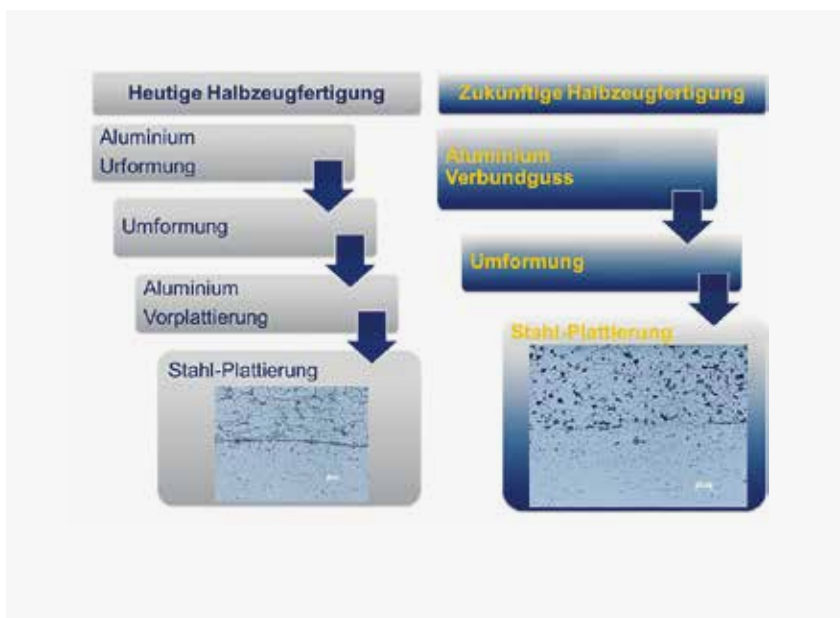 Heutige Halbzeugfertigung
Aluminium
Urformung
Umformung
Aluminium
Vorplattierung
Stahl-Plattierung
Zukünftige Halbzeugfertigung
Aluminium
Verbundguss
Umformung
Stahl-Plattierung